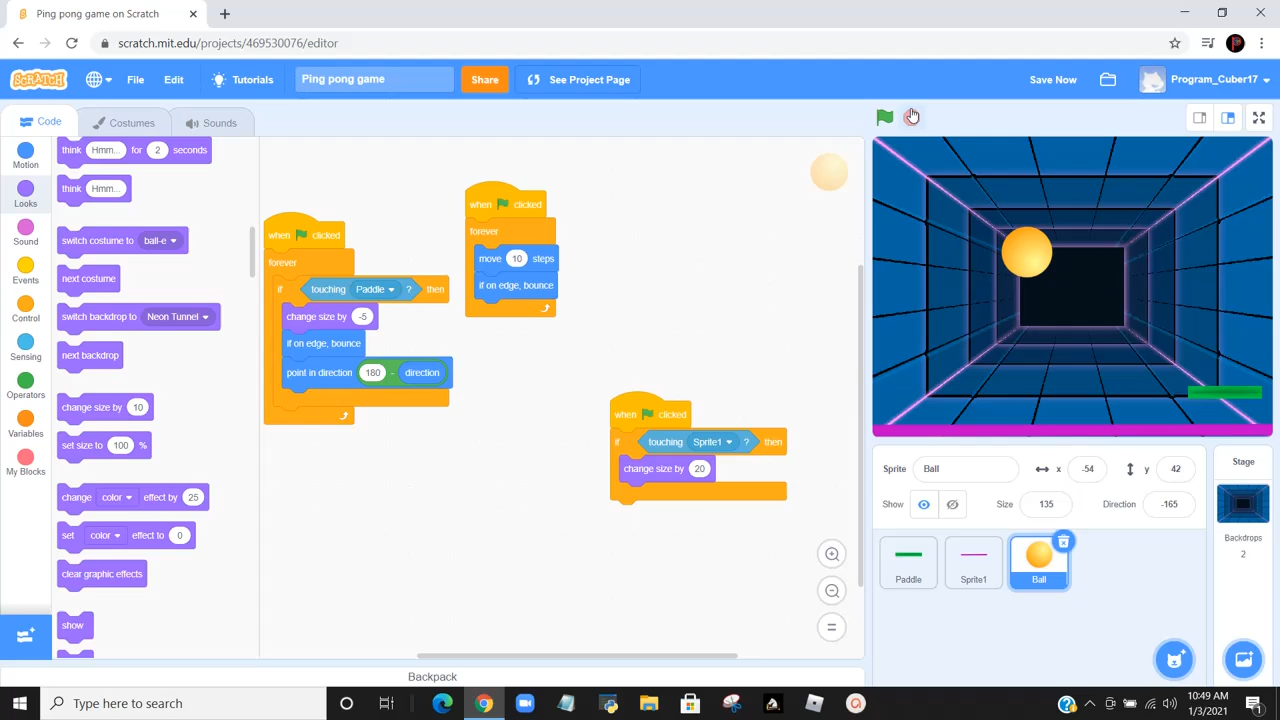 Ping pong game on Scratch
scratch.mit.edu/projects/469530076/editor
SCRATCH
File
Edit
Tutorials
Ping pong game
Share
See Project Page
Save Now
Program_Cuber17
Code
Costumes
Sounds
Motion
Looks
Sound
Events
Control
Sensing
Operators
Variables
My Blocks
think Hmm... for 2 seconds
think Hmm...
switch costume to ball-e
next costume
switch backdrop to Neon Tunnel
next backdrop
change size by 10
set size to 100 %
change color effect by 25
set color effect to 0
clear graphic effects
show
when clicked
forever
if touching Paddle ? then
change size by -5
if on edge, bounce
point in direction 180 - direction
when clicked
forever
move 10 steps
if on edge, bounce
when clicked
if touching Sprite1 ? then
change size by 20
Sprite Ball x -54 y 42
Show Size 135 Direction -165
Paddle
Sprite1
Ball
Stage
Backdrops
2
Backpack
Type here to search
10:49 AM
1/3/2021